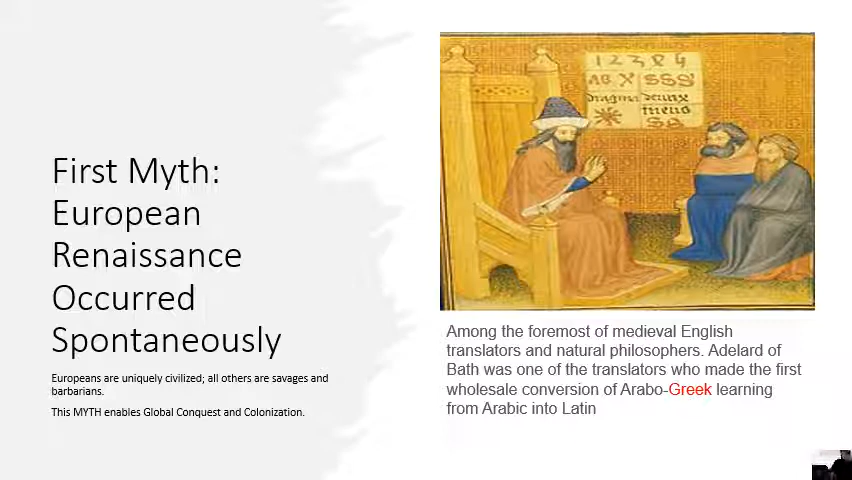 First Myth:
European
Renaissance
Occurred
Spontaneously
Europeans are uniquely civilized; all others are savages and
barbarians.
This MYTH enables Global Conquest and Colonization.
Among the foremost of medieval English
translators and natural philosophers. Adelard of
Bath was one of the translators who made the first
wholesale conversion of Arabo-Greek learning
from Arabic into Latin